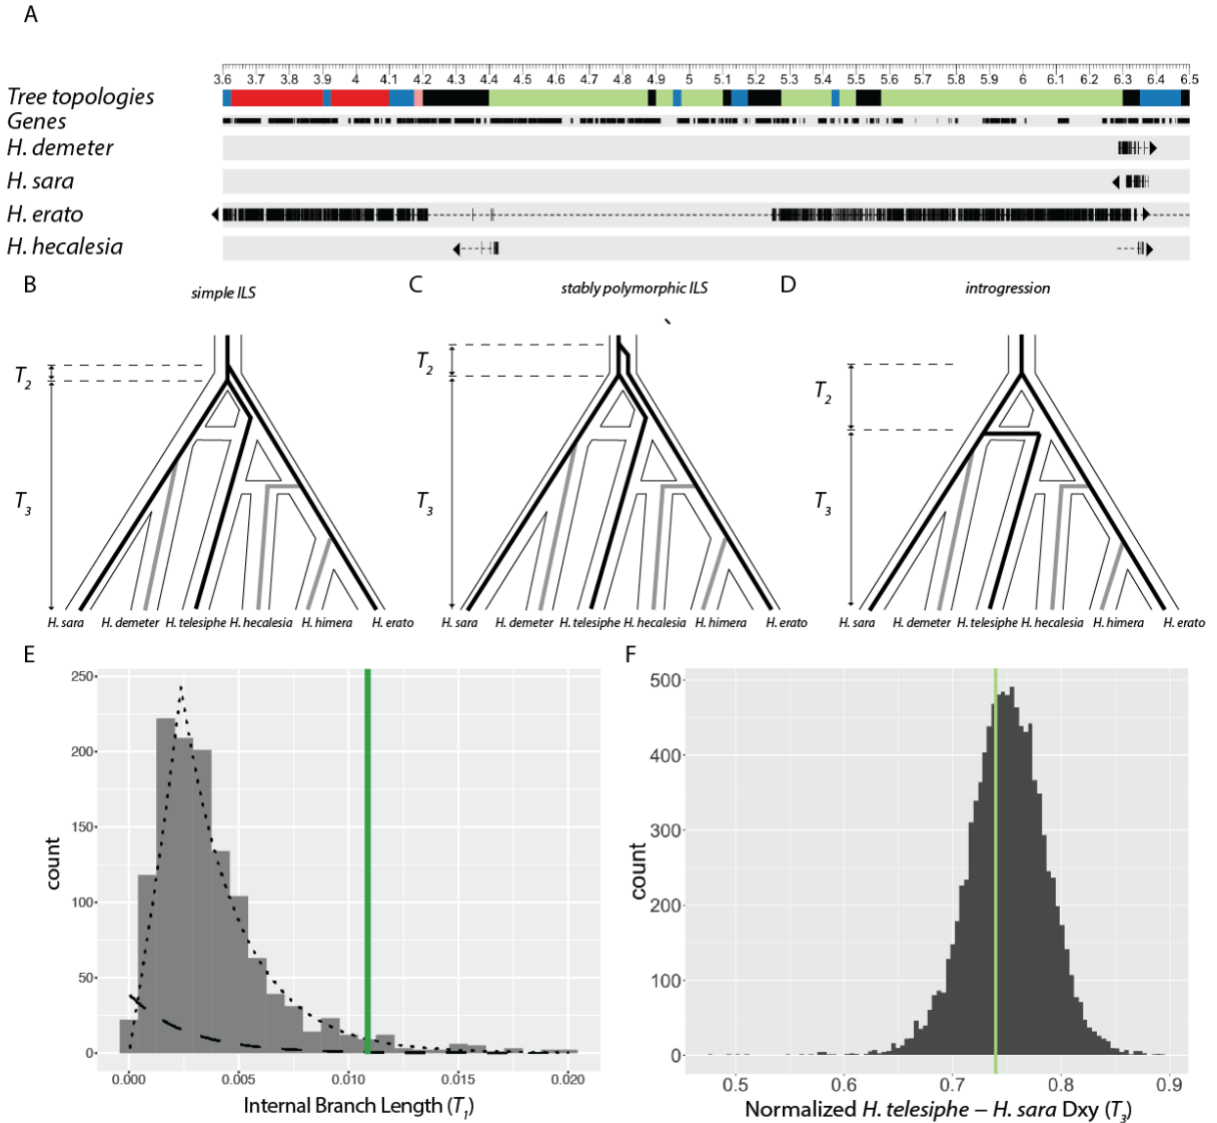 A
3.6 3.7 3.8 3.9 4 4.1 4.2 4.3 4.4 4.5 4.6 4.7 4.8 4.9 5 5.1 5.2 5.3 5.4 5.5 5.6 5.7 5.8 5.9 6 6.1 6.2 6.3 6.4 6.5
Tree topologies
Genes
H. demeter
H. sara
H. erato
H. hecalesia
B
simple ILS
T2
T3
H. sara H. demeter H. telesiphe H. hecalesia H. himera H. erato
C
stably polymorphic ILS
T2
T3
H. sara H. demeter H. telesiphe H. hecalesia H. himera H. erato
D
introgression
T2
T3
H. sara H. demeter H. telesiphe H. hecalesia H. himera H. erato
E
250
200
150
100
50
0
count
0.000 0.005 0.010 0.015 0.020
Internal Branch Length (T1)
F
500
400
300
200
100
0
count
0.5 0.6 0.7 0.8 0.9
Normalized H. telesiphe – H. sara Dxy (T3)